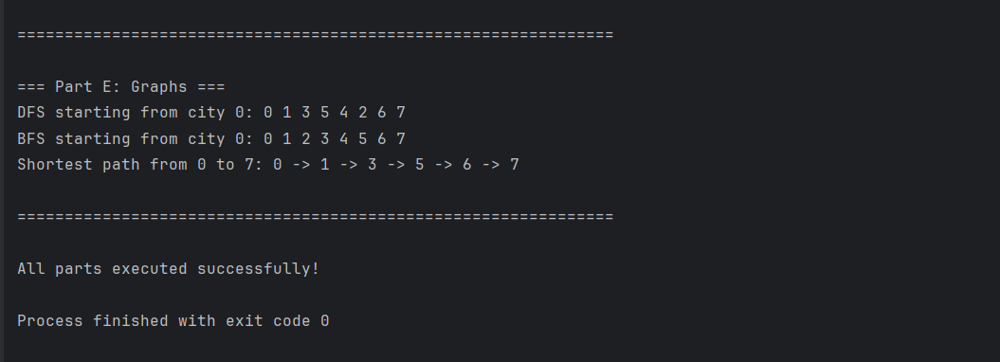 ===============================================================
=== Part E: Graphs ===
DFS starting from city 0: 0 1 3 5 4 2 6 7
BFS starting from city 0: 0 1 2 3 4 5 6 7
Shortest path from 0 to 7: 0 -> 1 -> 3 -> 5 -> 6 -> 7
===============================================================
All parts executed successfully!
Process finished with exit code 0